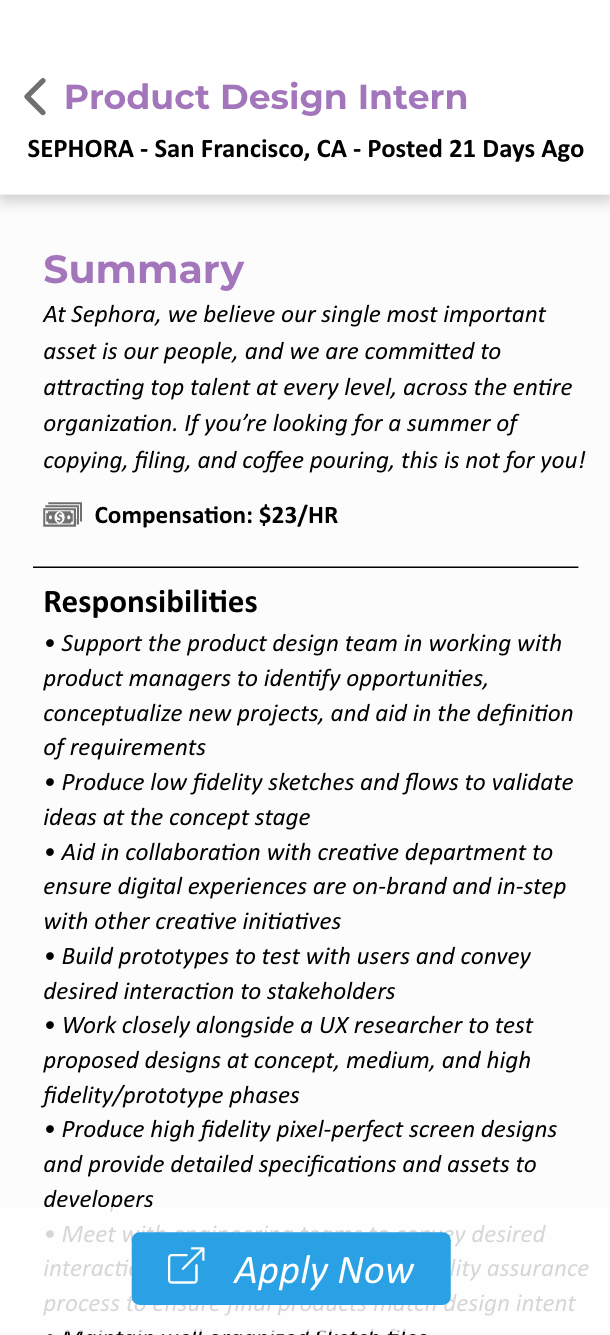 Product Design Intern
SEPHORA - San Francisco, CA - Posted 21 Days Ago
Summary
At Sephora, we believe our single most important
asset is our people, and we are committed to
attracting top talent at every level, across the entire
organization. If you’re looking for a summer of
copying, filing, and coffee pouring, this is not for you!
Compensation: $23/HR
Responsibilities
• Support the product design team in working with
product managers to identify opportunities,
conceptualize new projects, and aid in the definition
of requirements
• Produce low fidelity sketches and flows to validate
ideas at the concept stage
• Aid in collaboration with creative department to
ensure digital experiences are on-brand and in-step
with other creative initiatives
• Build prototypes to test with users and convey
desired interaction to stakeholders
• Work closely alongside a UX researcher to test
proposed designs at concept, medium, and high
fidelity/prototype phases
• Produce high fidelity pixel-perfect screen designs
and provide detailed specifications and assets to
developers
• Meet with engineering teams to convey desired
assurance
process to ensure final products match design intent
Apply Now
• Maintain well organized Sketch files